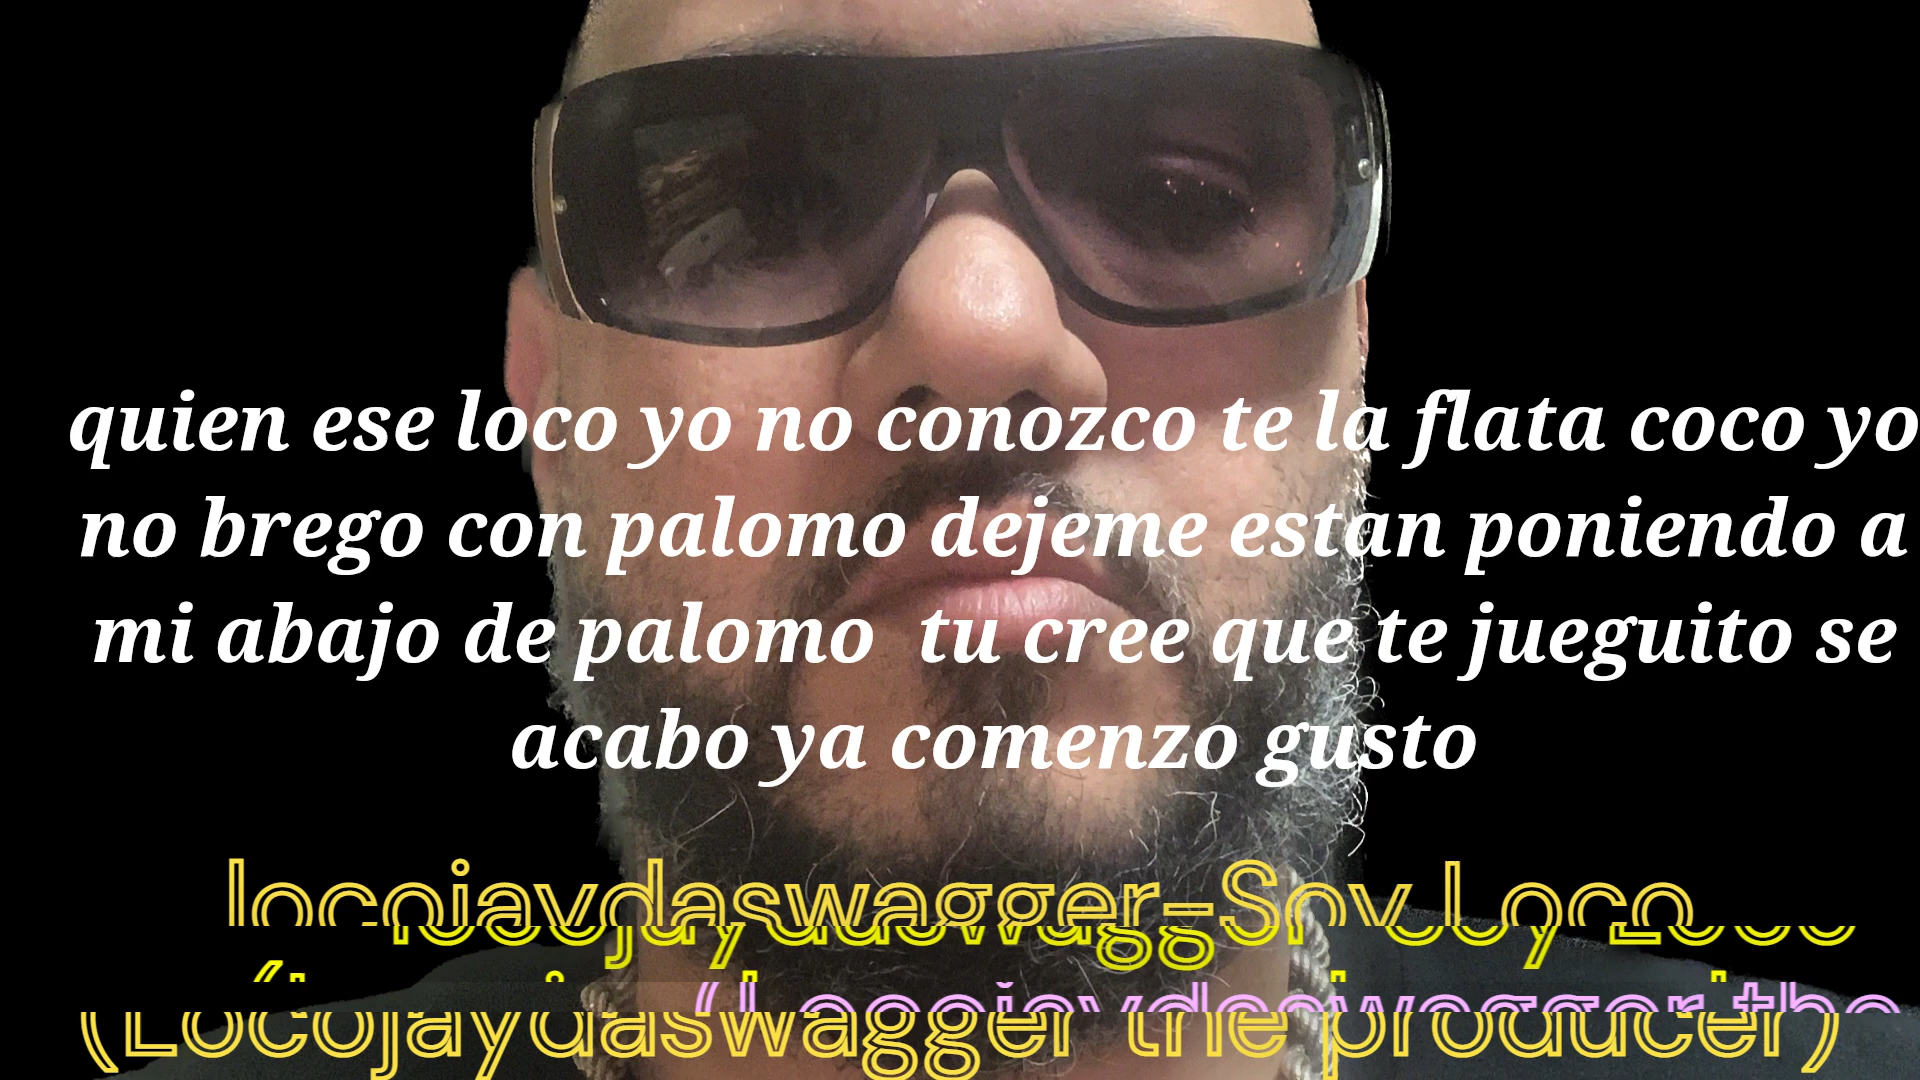 quien ese loco yo no conozco te la flata coco yo
no brego con palomo dejeme estan poniendo a
mi abajo de palomo tu cree que te jueguito se
acabo ya comenzo gusto
locojaydaswagger-Soy Loco
(Locojaydaswagger the producer)